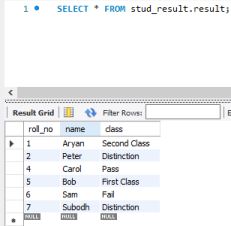 1 SELECT * FROM stud_result.result;
Result Grid Filter Rows:
roll_no name class
1 Aryan Second Class
2 Peter Distinction
4 Carol Pass
5 Bob First Class
6 Sam Fail
7 Subodh Distinction
NULL NULL NULL